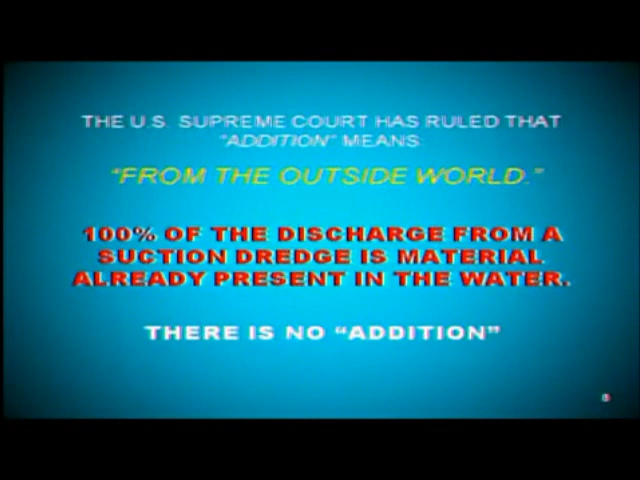 THE U.S. SUPREME COURT HAS RULED THAT
"ADDITION" MEANS:
"FROM THE OUTSIDE WORLD."
100% OF THE DISCHARGE FROM A
SUCTION DREDGE IS MATERIAL
ALREADY PRESENT IN THE WATER.
THERE IS NO "ADDITION"